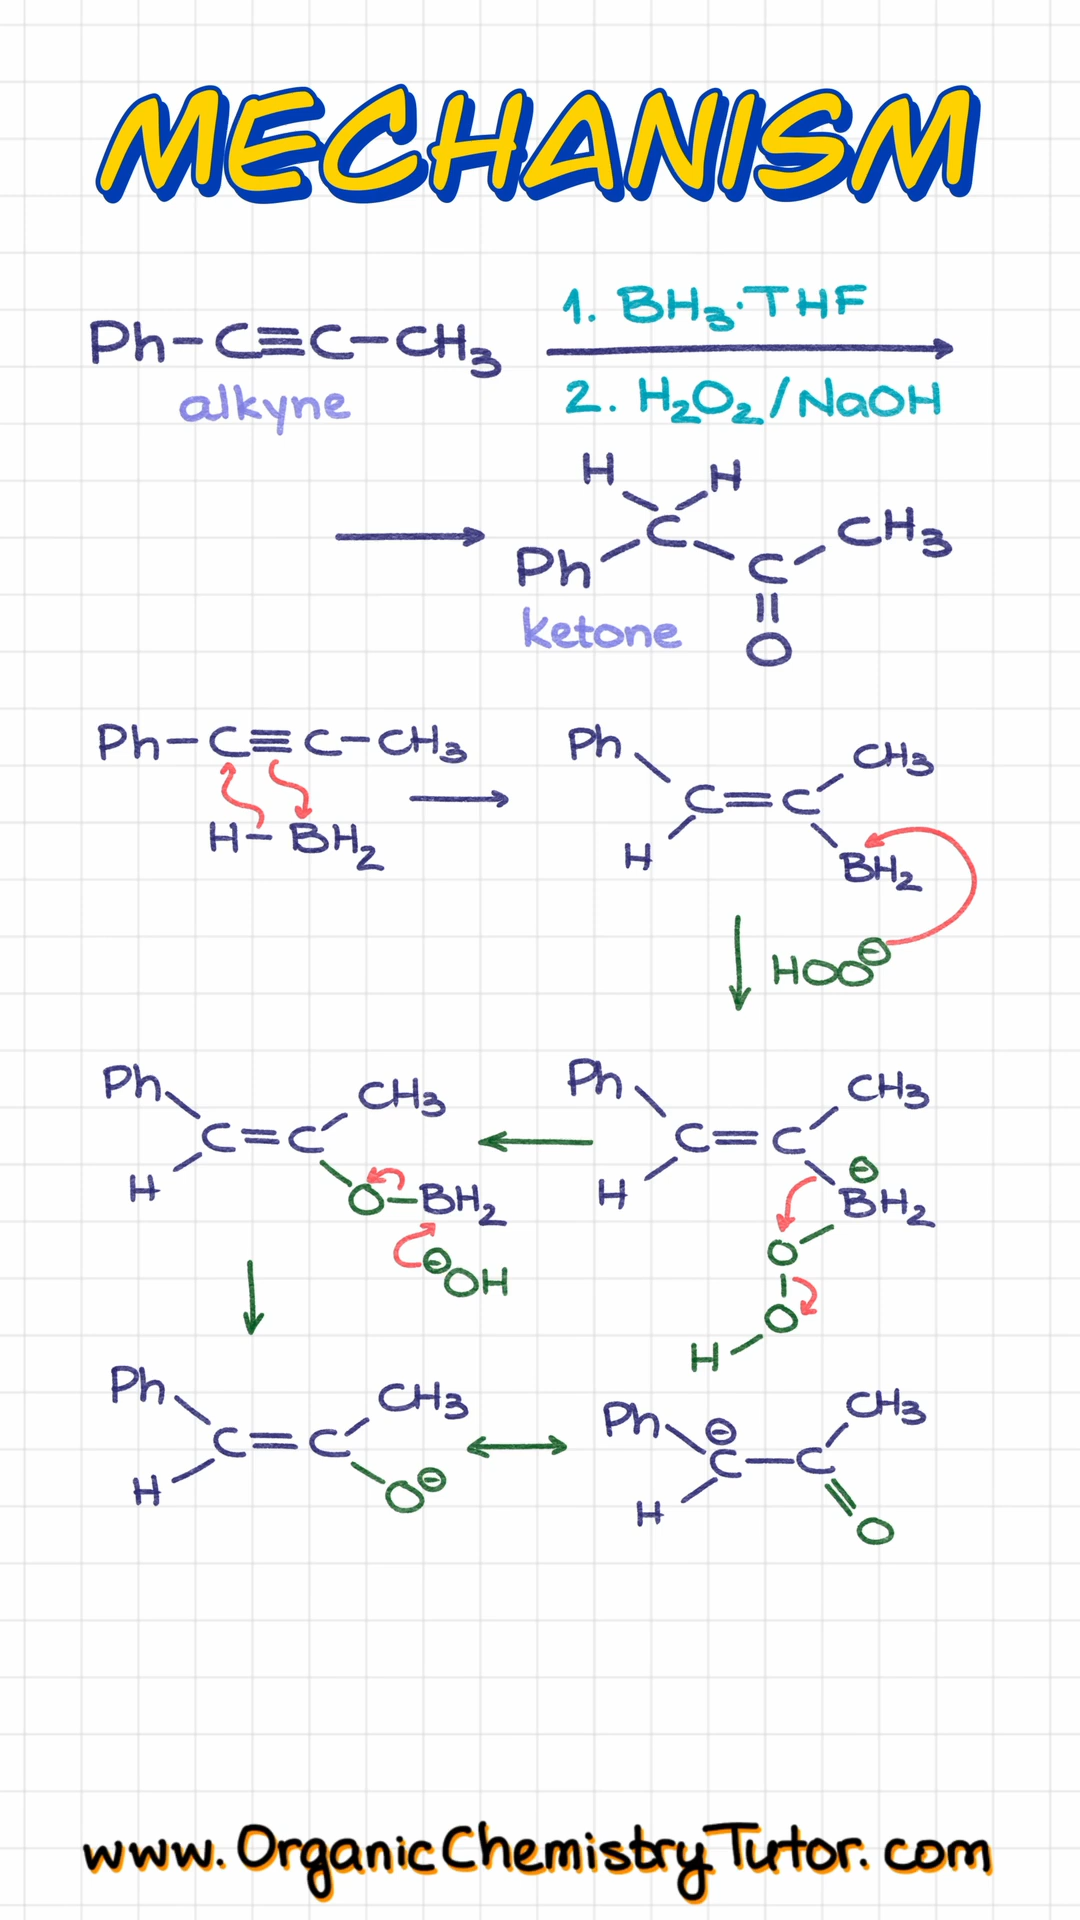 MECHANISM
Ph-C≡C-CH₃
1. BH₃·THF
2. H₂O₂/NaOH
alkyne
H H
Ph C C CH₃
O
ketone
Ph-C≡C-CH₃
H-BH₂
Ph CH₃
C=C
H BH₂
HOO⊖
Ph CH₃
C=C
H O-BH₂
⊖OH
Ph CH₃
C=C ⊖
H BH₂
O
O
H
Ph CH₃
C=C
H O⊖
Ph ⊖ CH₃
C-C
H O
www.OrganicChemistryTutor.com